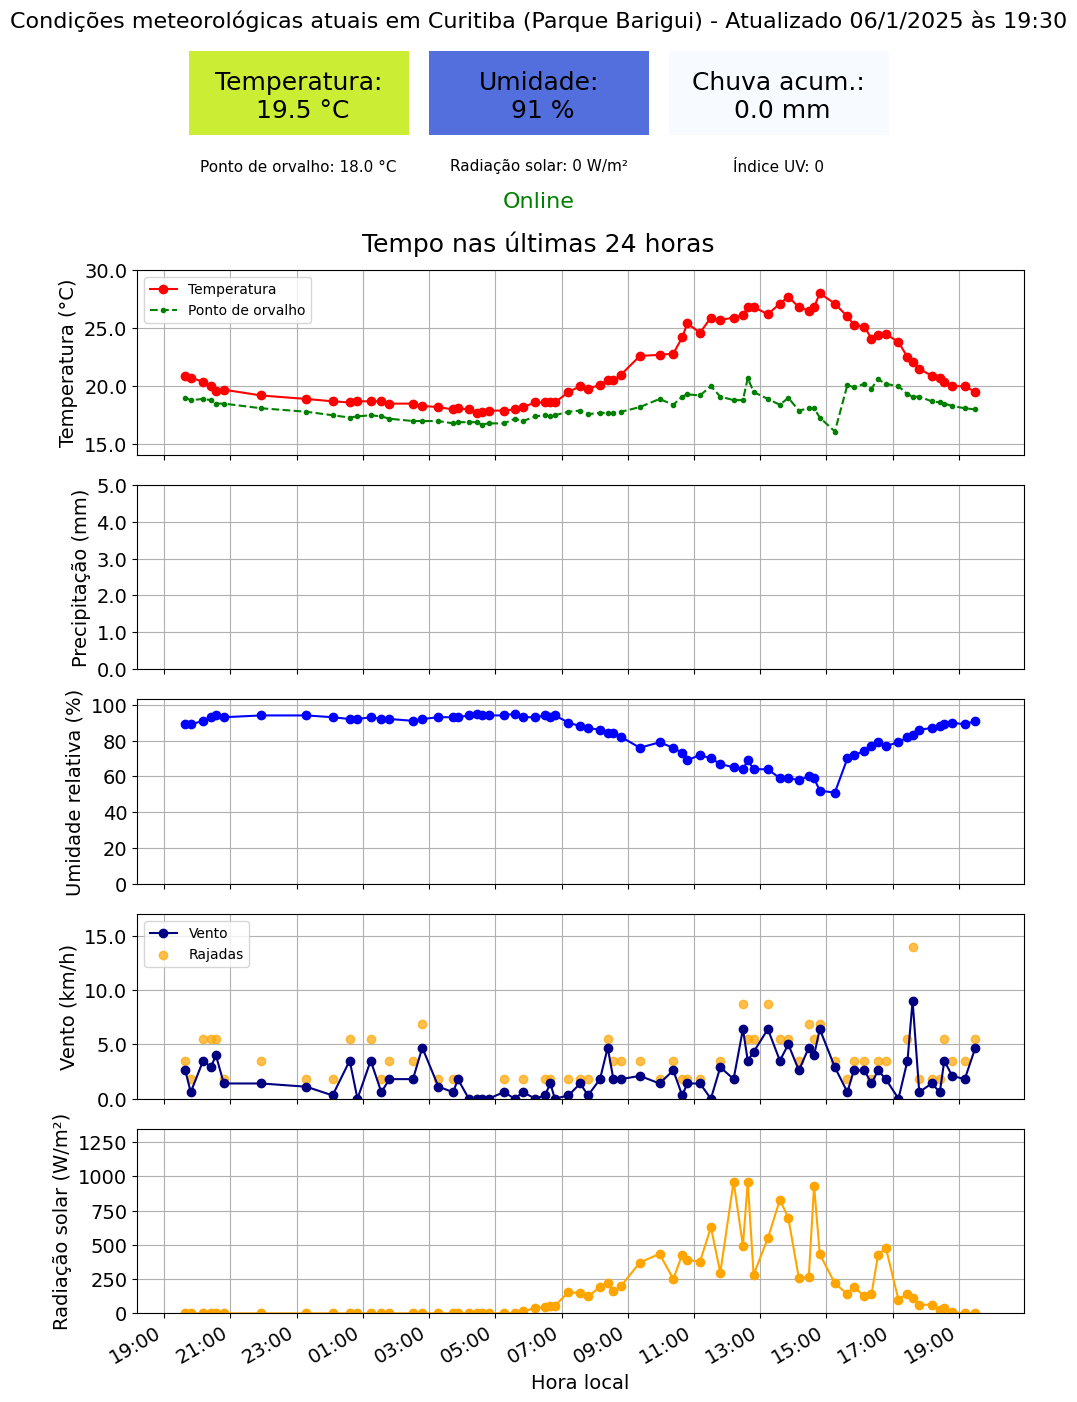 Condições meteorológicas atuais em Curitiba (Parque Barigui) - Atualizado 06/1/2025 às 19:30
Temperatura:
19.5 °C
Umidade:
91 %
Chuva acum.:
0.0 mm
Ponto de orvalho: 18.0 °C
Radiação solar: 0 W/m²
Índice UV: 0
Online
Tempo nas últimas 24 horas
Temperatura (°C)
30.0
25.0
20.0
15.0
Temperatura
Ponto de orvalho
Precipitação (mm)
5.0
4.0
3.0
2.0
1.0
0.0
Umidade relativa (%)
100
80
60
40
20
0
Vento (km/h)
15.0
10.0
5.0
0.0
Vento
Rajadas
Radiação solar (W/m²)
1250
1000
750
500
250
0
19:00
21:00
23:00
01:00
03:00
05:00
07:00
09:00
11:00
13:00
15:00
17:00
19:00
Hora local